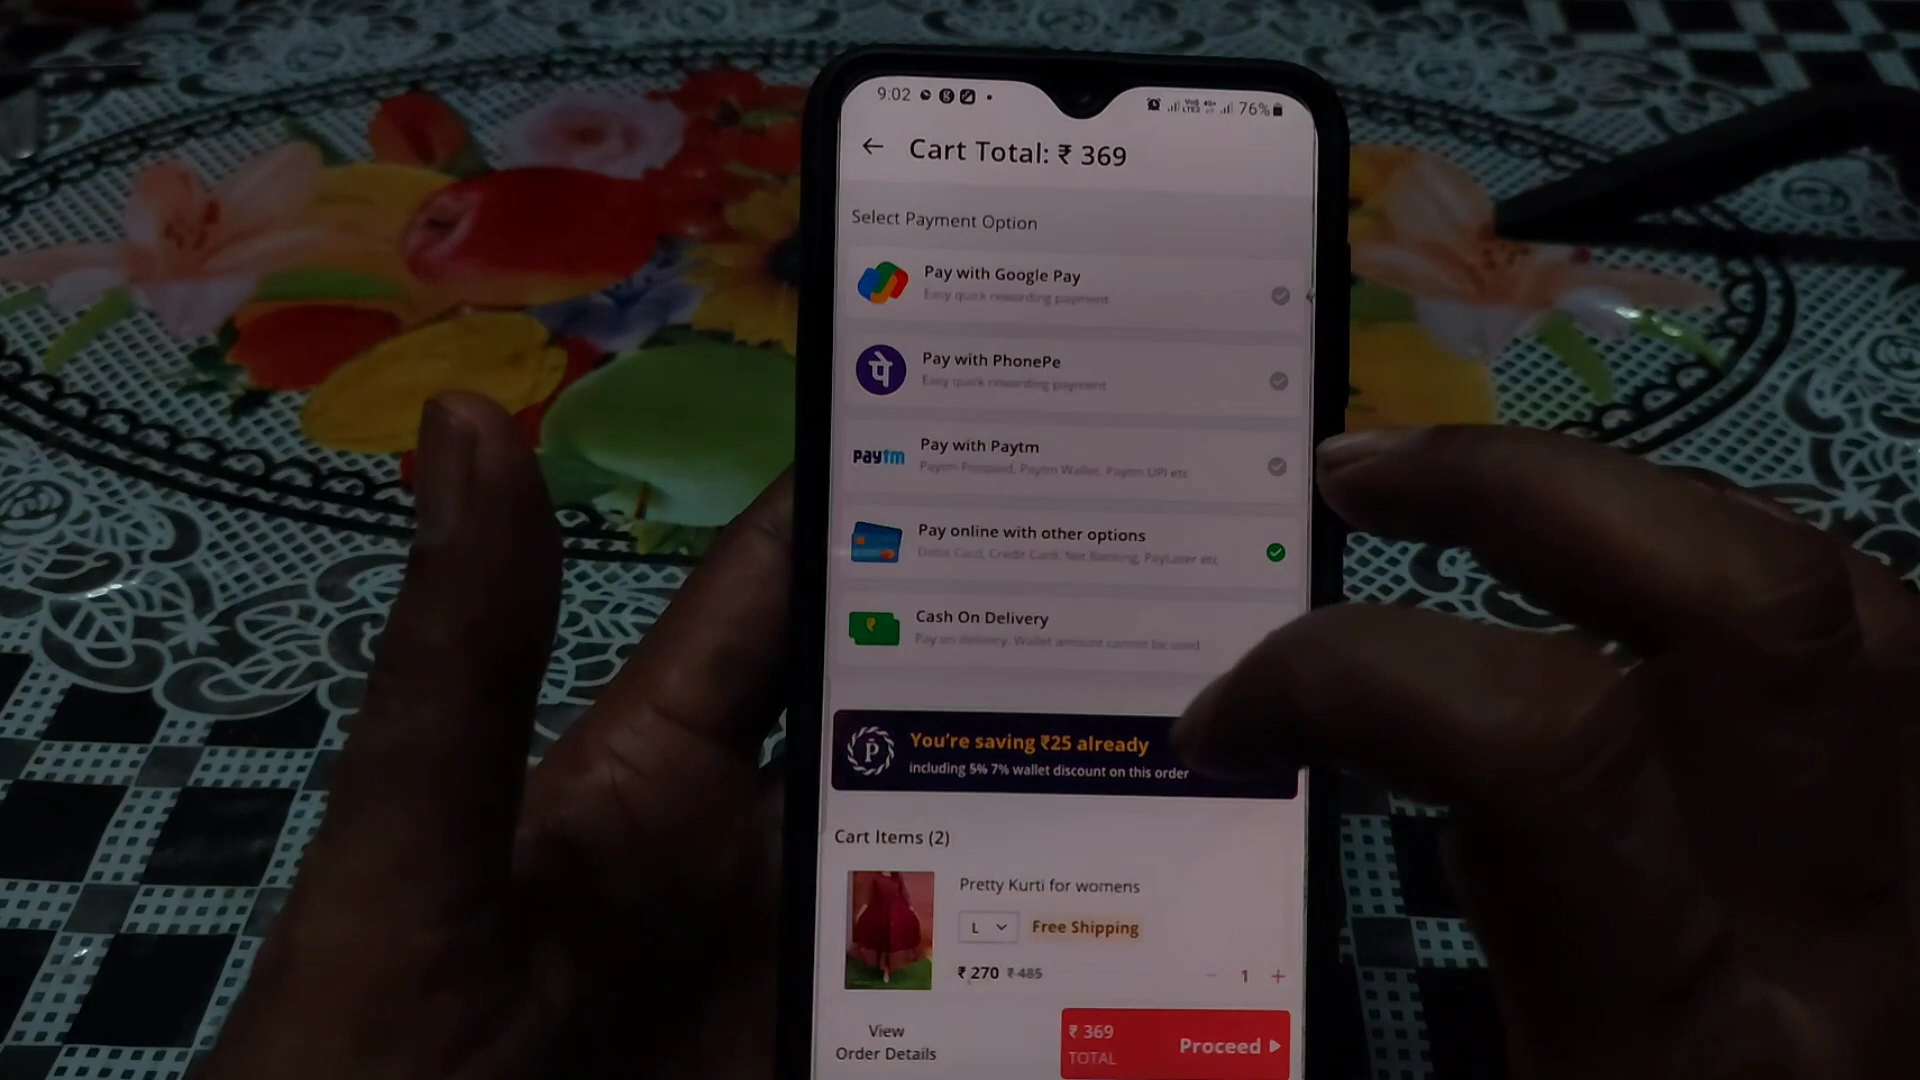 9:02
76%
Cart Total: ₹ 369
Select Payment Option
Pay with Google Pay
Easy quick rewarding payment
पे
Pay with PhonePe
Easy quick rewarding payment
paytm
Pay with Paytm
Paytm Postpaid, Paytm Wallet, Paytm UPI etc
Pay online with other options
Debit Card, Credit Card, Net Banking, PayLater etc
₹
Cash On Delivery
Pay on delivery. Wallet amount cannot be used
P
You're saving ₹25 already
including 5% 7% wallet discount on this order
Cart Items (2)
Pretty Kurti for womens
L
Free Shipping
₹ 270 ₹ 485
− 1 +
View
Order Details
₹ 369
TOTAL
Proceed